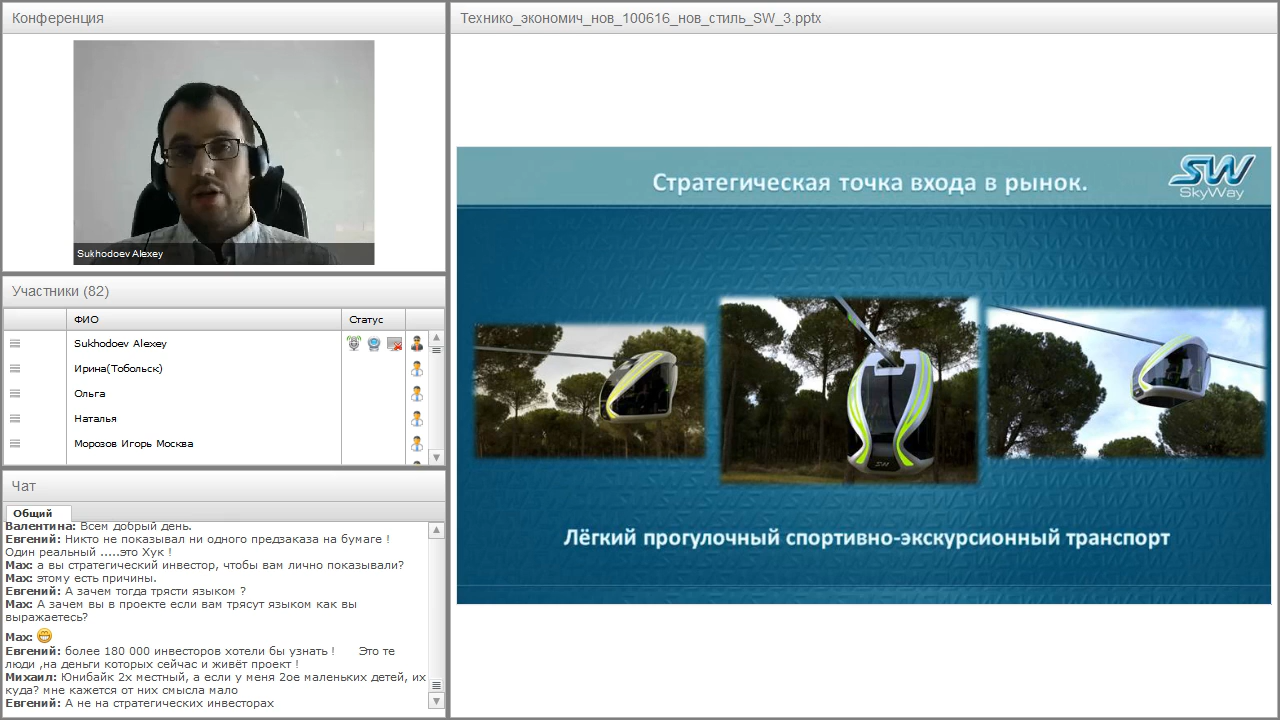 Конференция
Sukhodoev Alexey
Участники (82)
ФИО
Статус
Sukhodoev Alexey
Ирина(Тобольск)
Ольга
Наталья
Морозов Игорь Москва
Чат
Общий
Валентина: Всем добрый день.
Евгений: Никто не показывал ни одного предзаказа на бумаге !
Один реальный .....это Хук !
Max: а вы стратегический инвестор, чтобы вам лично показывали?
Max: этому есть причины.
Евгений: А зачем тогда трясти языком ?
Max: А зачем вы в проекте если вам трясут языком как вы
выражаетесь?
Max:
Евгений: более 180 000 инвесторов хотели бы узнать ! Это те
люди ,на деньги которых сейчас и живёт проект !
Михаил: Юнибайк 2х местный, а если у меня 2ое маленьких детей, их
куда? мне кажется от них смысла мало
Евгений: А не на стратегических инвесторах
Технико_экономич_нов_100616_нов_стиль_SW_3.pptx
Стратегическая точка входа в рынок.
SW
SkyWay
SW
Лёгкий прогулочный спортивно-экскурсионный транспорт